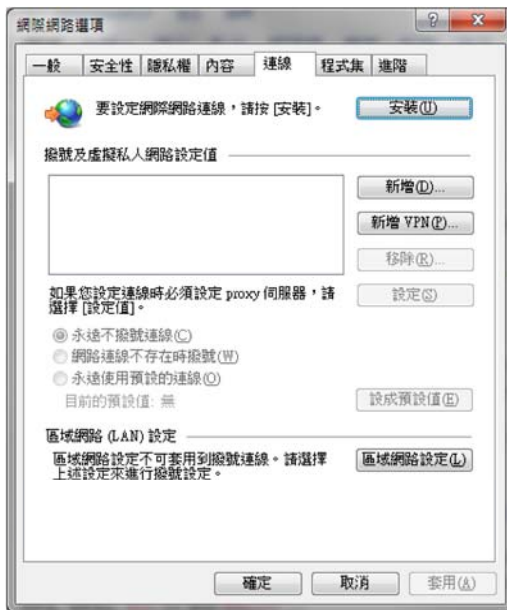 網際網路選項
一般 安全性 隱私權 內容 連線 程式集 進階
要設定網際網路連線，請按 [安裝]。
安裝(U)
撥號及虛擬私人網路設定值
新增(D)...
新增 VPN(P)...
移除(R)...
如果您設定連線時必須設定 proxy 伺服器，請
選擇 [設定值]。
設定(S)
永遠不撥號連線(C)
網路連線不存在時撥號(W)
永遠使用預設的連線(O)
目前的預設值: 無
設成預設值(E)
區域網路 (LAN) 設定
區域網路設定不可套用到撥號連線。請選擇
上述設定來進行撥號設定。
區域網路設定(L)
確定 取消 套用(A)